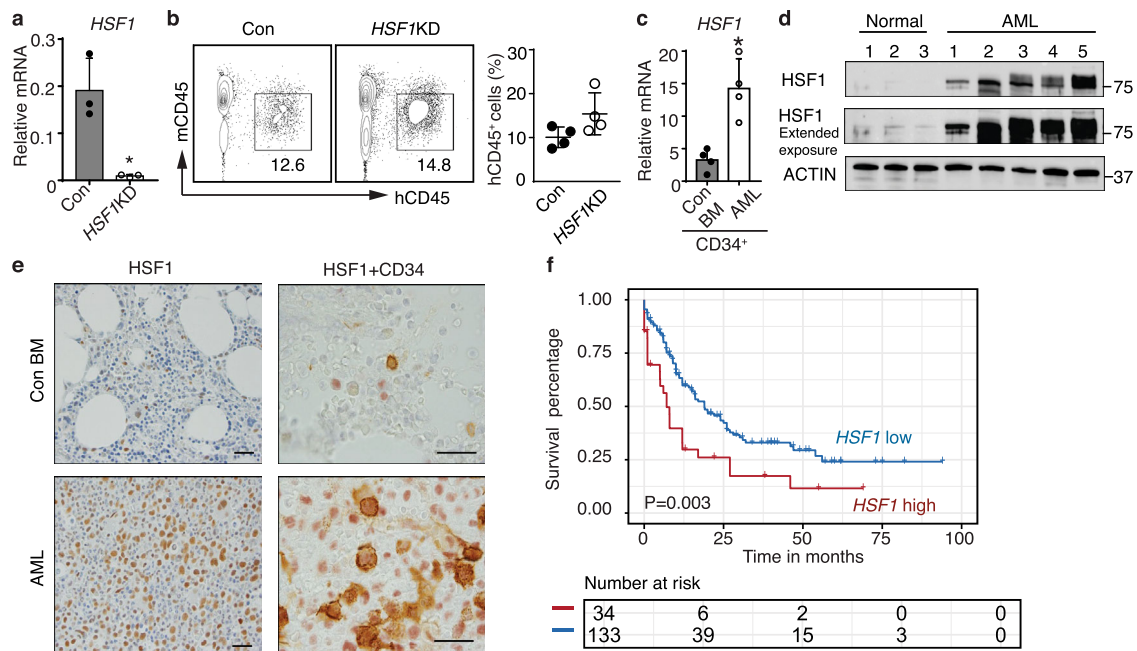 a
HSF1
Relative mRNA
0.3
0.2
0.1
0
*
Con
HSF1KD
b
Con
HSF1KD
mCD45
12.6
14.8
hCD45
hCD45+ cells (%)
30
20
10
0
Con
HSF1KD
c
HSF1
Relative mRNA
20
15
10
5
0
*
Con
BM
AML
CD34+
d
Normal AML
1 2 3 1 2 3 4 5
HSF1
75
HSF1
Extended
exposure
75
ACTIN
37
e
HSF1 HSF1+CD34
Con BM
AML
f
Survival percentage
1.00
0.75
0.50
0.25
0.00
HSF1 low
HSF1 high
P=0.003
0 25 50 75 100
Time in months
Number at risk
34 6 2 0 0
133 39 15 3 0